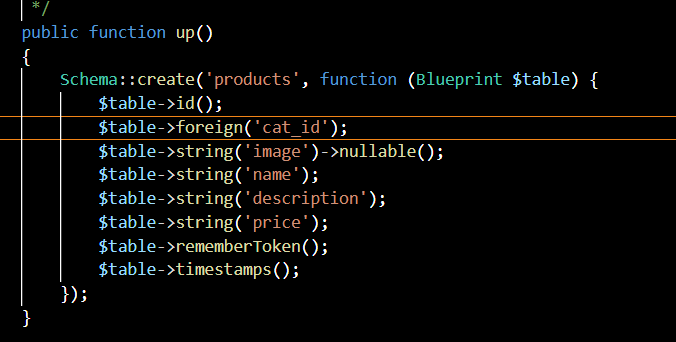 */
public function up()
{
Schema::create('products', function (Blueprint $table) {
$table->id();
$table->foreign('cat_id');
$table->string('image')->nullable();
$table->string('name');
$table->string('description');
$table->string('price');
$table->rememberToken();
$table->timestamps();
});
}